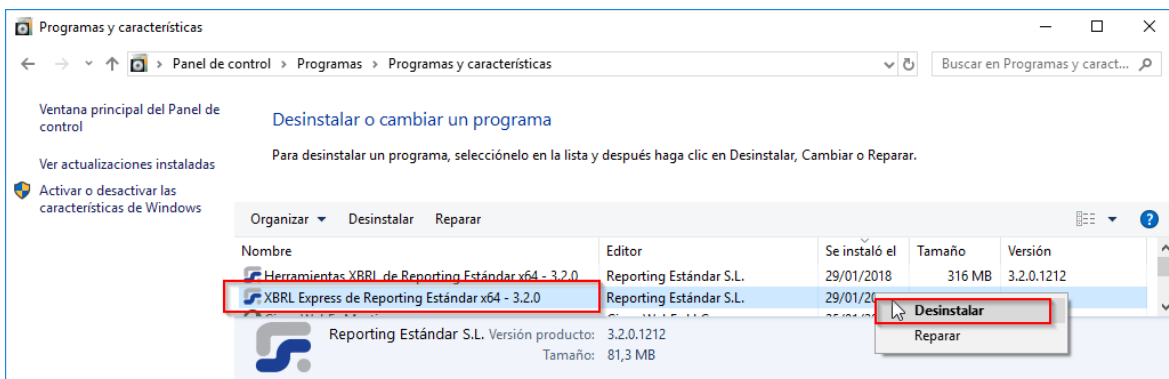 Programas y características
Panel de control > Programas > Programas y características
Buscar en Programas y caract...
Ventana principal del Panel de
control
Ver actualizaciones instaladas
Activar o desactivar las
características de Windows
Desinstalar o cambiar un programa
Para desinstalar un programa, selecciónelo en la lista y después haga clic en Desinstalar, Cambiar o Reparar.
Organizar Desinstalar Reparar
Nombre Editor Se instaló el Tamaño Versión
Herramientas XBRL de Reporting Estándar x64 - 3.2.0 Reporting Estándar S.L. 29/01/2018 316 MB 3.2.0.1212
XBRL Express de Reporting Estándar x64 - 3.2.0 Reporting Estándar S.L. 29/01/20
Desinstalar
Reparar
Reporting Estándar S.L. Versión producto: 3.2.0.1212
Tamaño: 81,3 MB